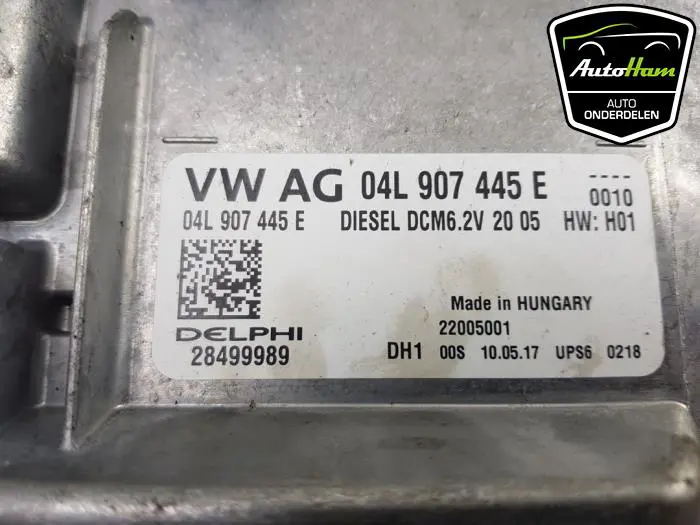 AutoHam
AUTO
ONDERDELEN
VW AG 04L 907 445 E
----
0010
04L 907 445 E DIESEL DCM6.2V 20 05 HW: H01
Made in HUNGARY
DELPHI
22005001
28499989 DH1 00S 10.05.17 UPS6 0218